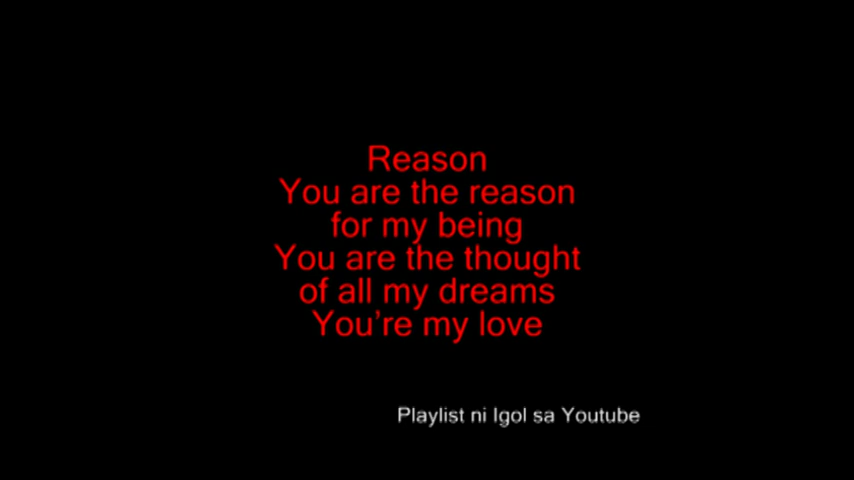 Reason
You are the reason
for my being
You are the thought
of all my dreams
You're my love
Playlist ni Igol sa Youtube